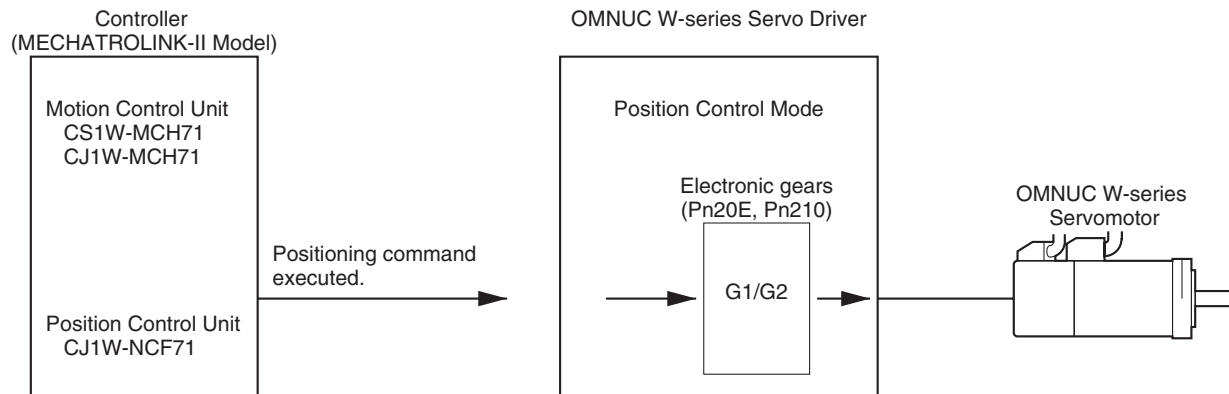 Controller
(MECHATROLINK-II Model)
Motion Control Unit
CS1W-MCH71
CJ1W-MCH71
Positioning command
executed.
Position Control Unit
CJ1W-NCF71
OMNUC W-series Servo Driver
Position Control Mode
Electronic gears
(Pn20E, Pn210)
G1/G2
OMNUC W-series
Servomotor